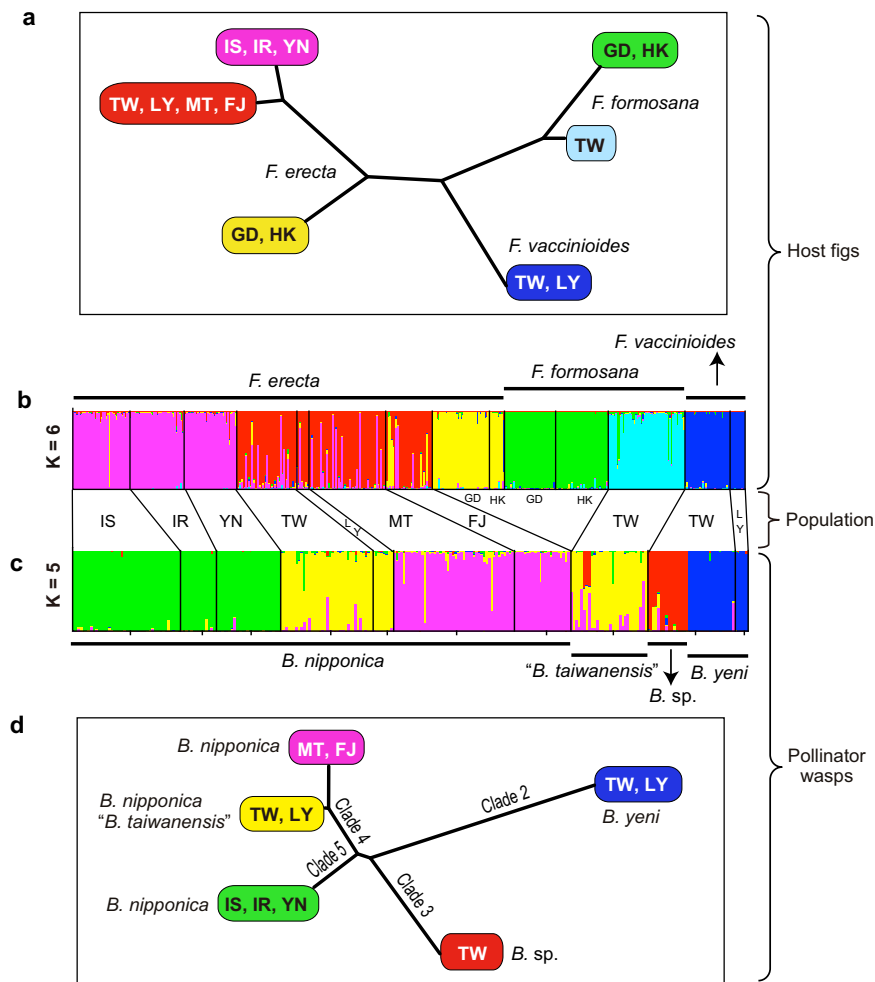 a
IS, IR, YN
TW, LY, MT, FJ
F. erecta
GD, HK
GD, HK
F. formosana
TW
F. vaccinioides
TW, LY
Host figs
F. vaccinioides
F. erecta
F. formosana
b
K = 6
GD HK GD HK
IS IR YN TW LY MT FJ TW TW LY
Population
c
K = 5
B. nipponica
"B. taiwanensis"
B. sp.
B. yeni
d
B. nipponica
MT, FJ
B. nipponica
"B. taiwanensis"
TW, LY
Clade 4
Clade 5
B. nipponica
IS, IR, YN
Clade 2
TW, LY
B. yeni
Clade 3
TW
B. sp.
Pollinator
wasps